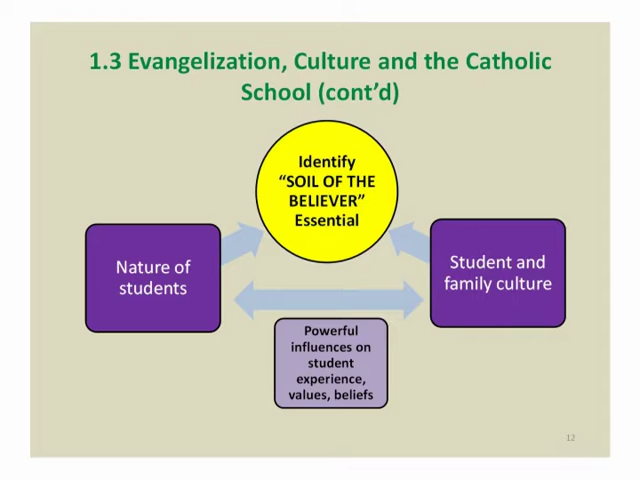 1.3 Evangelization, Culture and the Catholic
School (cont’d)
Identify
“SOIL OF THE
BELIEVER”
Essential
Nature of
students
Student and
family culture
Powerful
influences on
student
experience,
values, beliefs
12